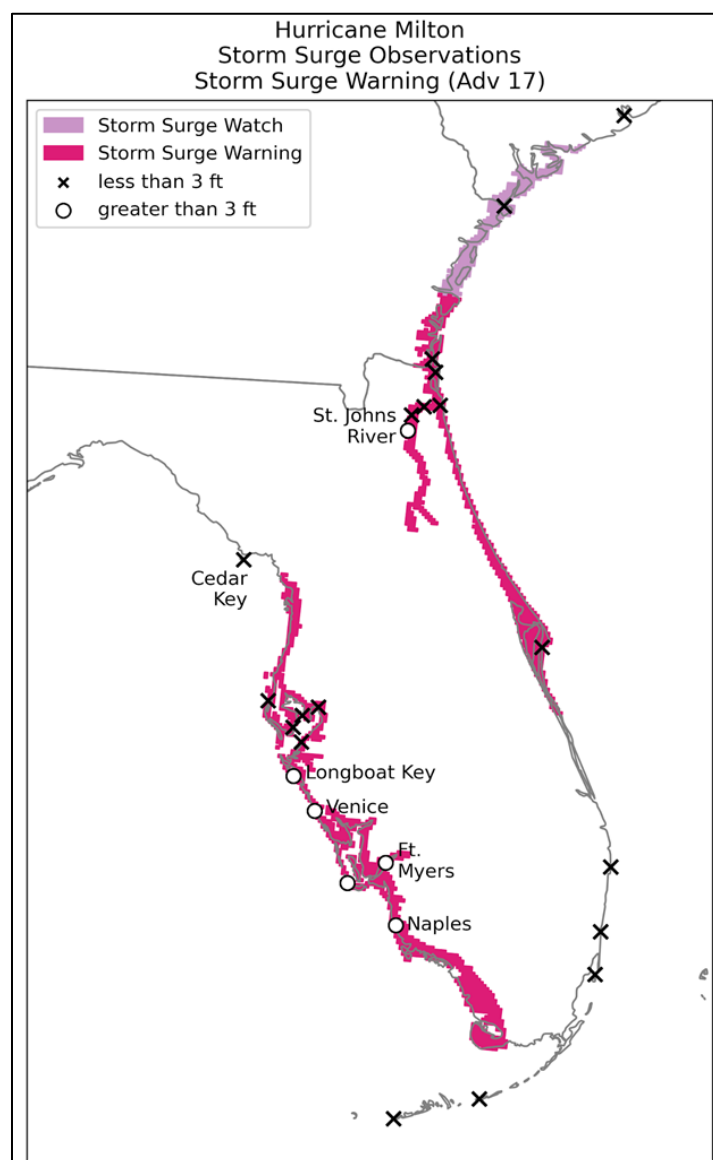 Hurricane Milton
Storm Surge Observations
Storm Surge Warning (Adv 17)
Storm Surge Watch
Storm Surge Warning
less than 3 ft
greater than 3 ft
St. Johns
River
Cedar
Key
Longboat Key
Venice
Ft.
Myers
Naples